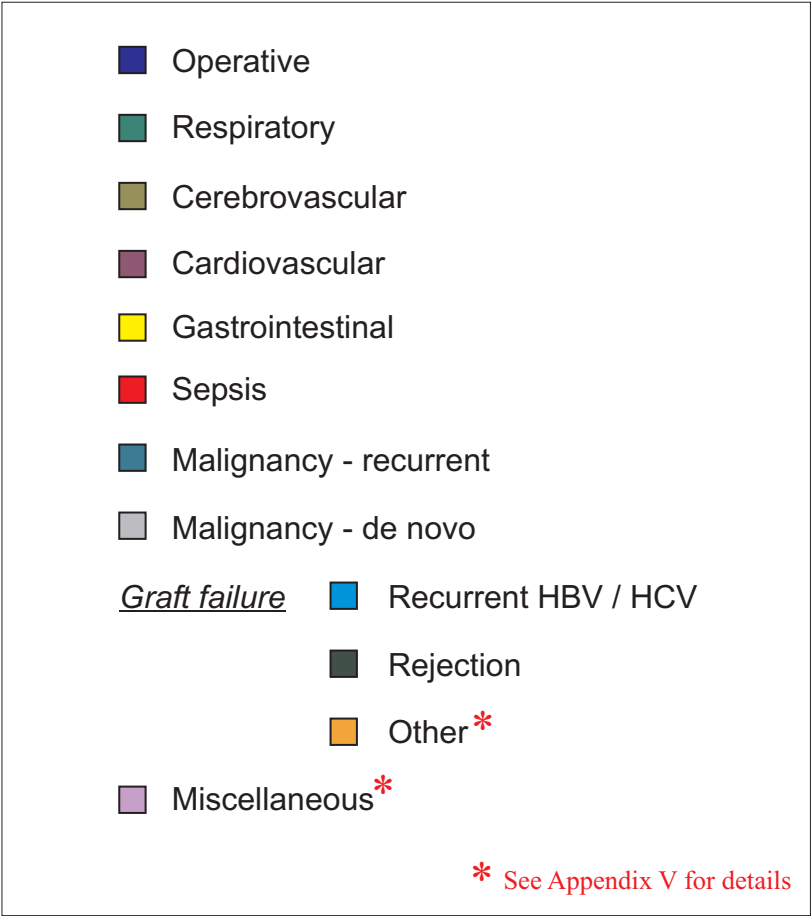 Operative
Respiratory
Cerebrovascular
Cardiovascular
Gastrointestinal
Sepsis
Malignancy - recurrent
Malignancy - de novo
Graft failure Recurrent HBV / HCV
Rejection
Other*
Miscellaneous*
* See Appendix V for details